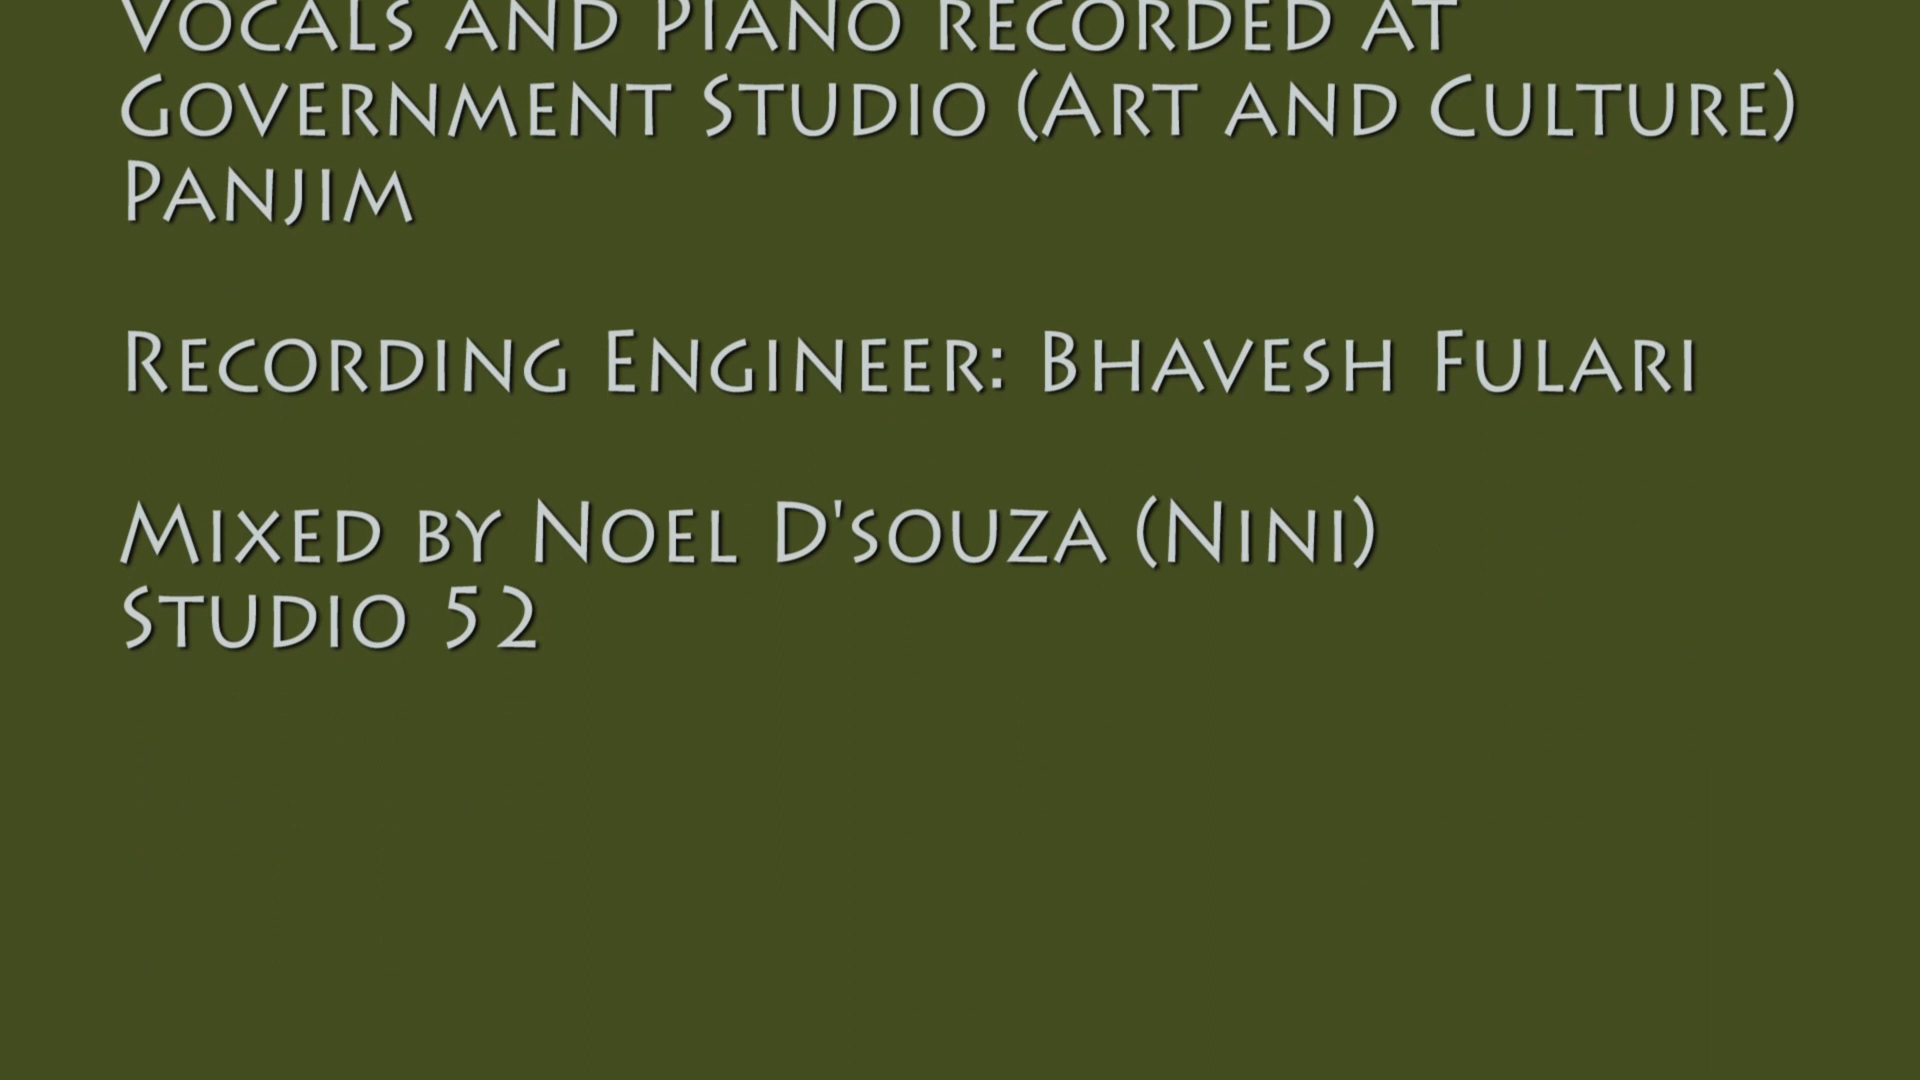 Vocals and Piano recorded at
Government Studio (Art and Culture)
Panjim
Recording Engineer: Bhavesh Fulari
Mixed by Noel D'souza (Nini)
Studio 52